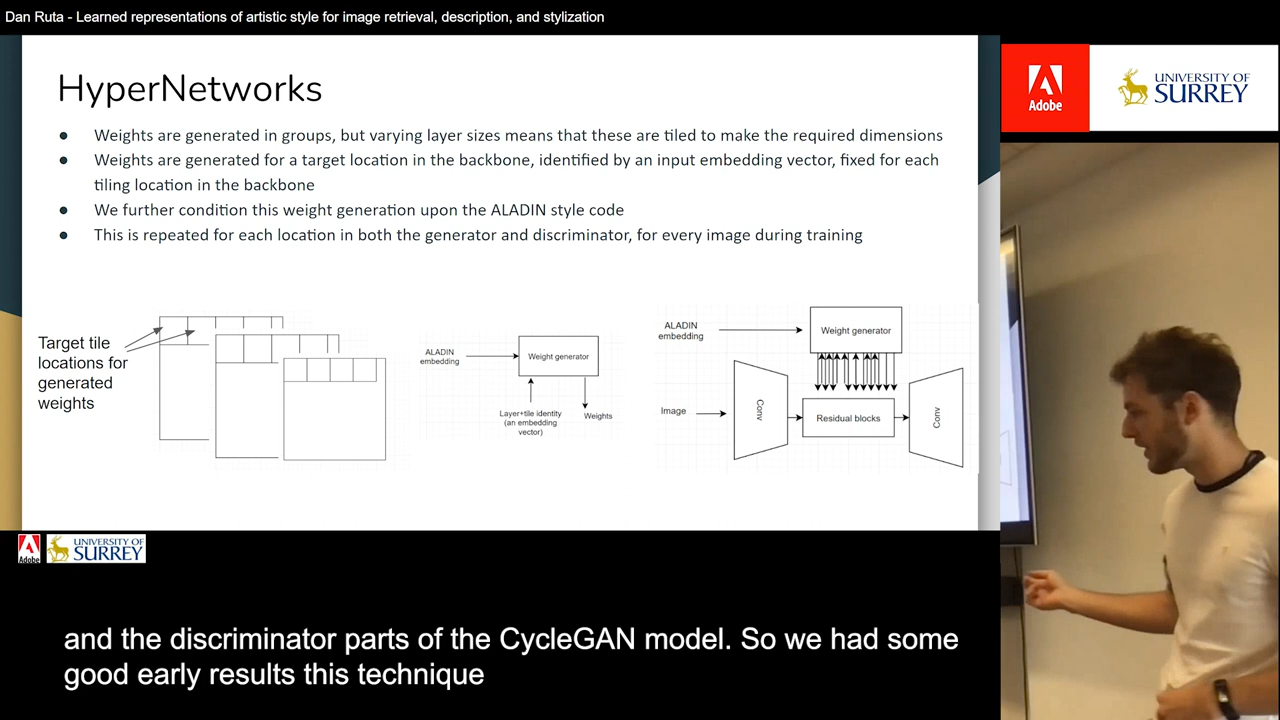 Dan Ruta - Learned representations of artistic style for image retrieval, description, and stylization
HyperNetworks
● Weights are generated in groups, but varying layer sizes means that these are tiled to make the required dimensions
● Weights are generated for a target location in the backbone, identified by an input embedding vector, fixed for each
tiling location in the backbone
● We further condition this weight generation upon the ALADIN style code
● This is repeated for each location in both the generator and discriminator, for every image during training
Target tile
locations for
generated
weights
ALADIN
embedding
Weight generator
Layer+tile identity
(an embedding
vector)
Weights
ALADIN
embedding
Weight generator
Image
Conv
Residual blocks
Conv
Adobe
UNIVERSITY OF
SURREY
Adobe
UNIVERSITY OF
SURREY
and the discriminator parts of the CycleGAN model. So we had some
good early results this technique